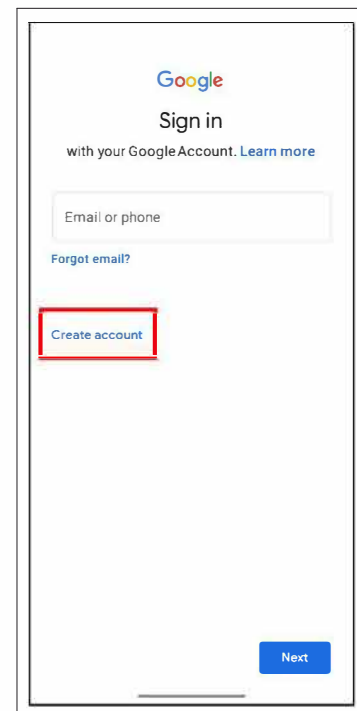 Google
Sign in
with your Google Account. Learn more
Email or phone
Forgot email?
Create account
Next